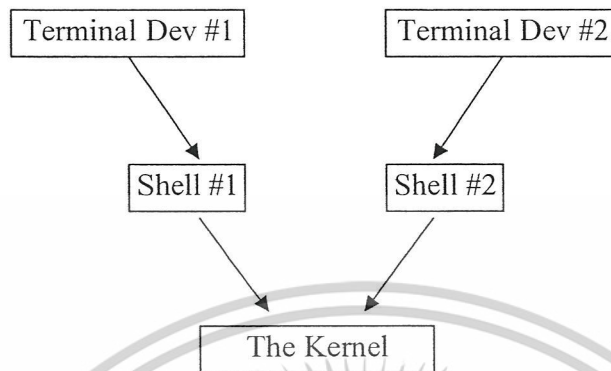 Terminal Dev #1
Terminal Dev #2
Shell #1
Shell #2
The Kernel